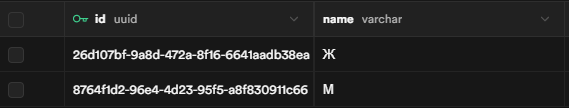 id uuid name varchar
26d107bf-9a8d-472a-8f16-6641aadb38ea Ж
8764f1d2-96e4-4d23-95f5-a8f830911c66 М